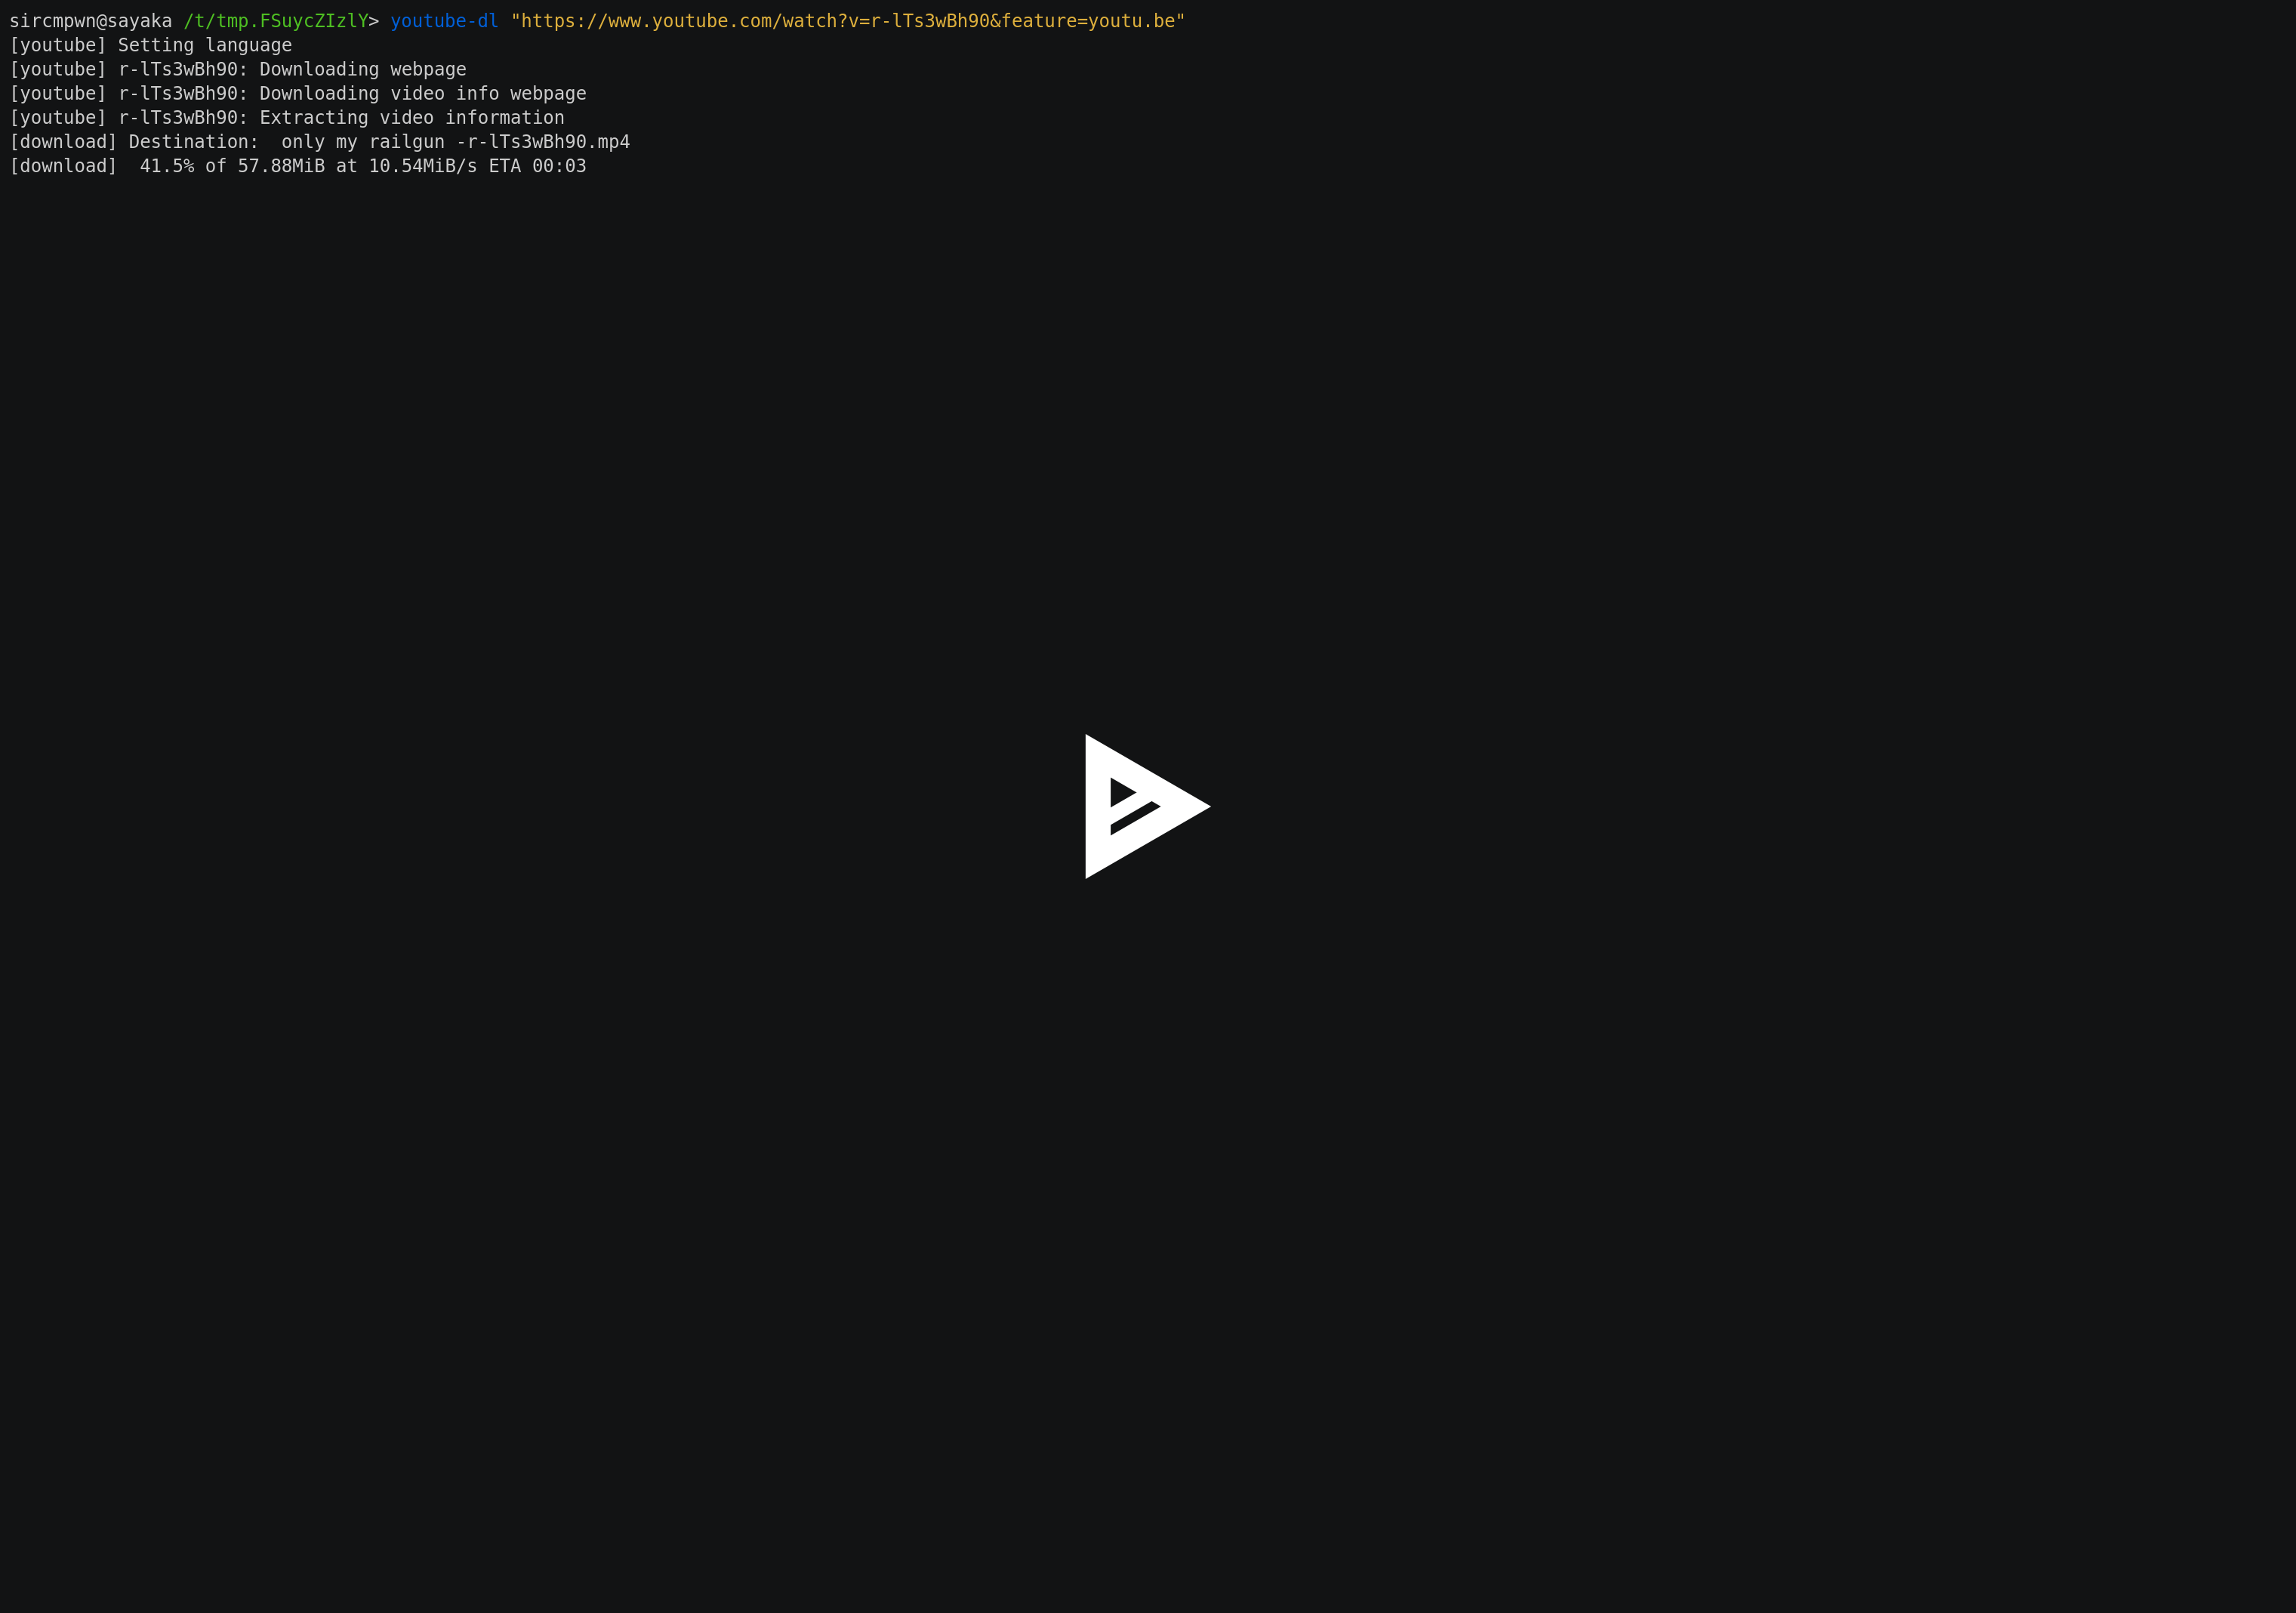 sircmpwn@sayaka /t/tmp.FSuycZIzlY> youtube-dl "https://www.youtube.com/watch?v=r-lTs3wBh90&feature=youtu.be"
[youtube] Setting language
[youtube] r-lTs3wBh90: Downloading webpage
[youtube] r-lTs3wBh90: Downloading video info webpage
[youtube] r-lTs3wBh90: Extracting video information
[download] Destination:  only my railgun -r-lTs3wBh90.mp4
[download]  41.5% of 57.88MiB at 10.54MiB/s ETA 00:03